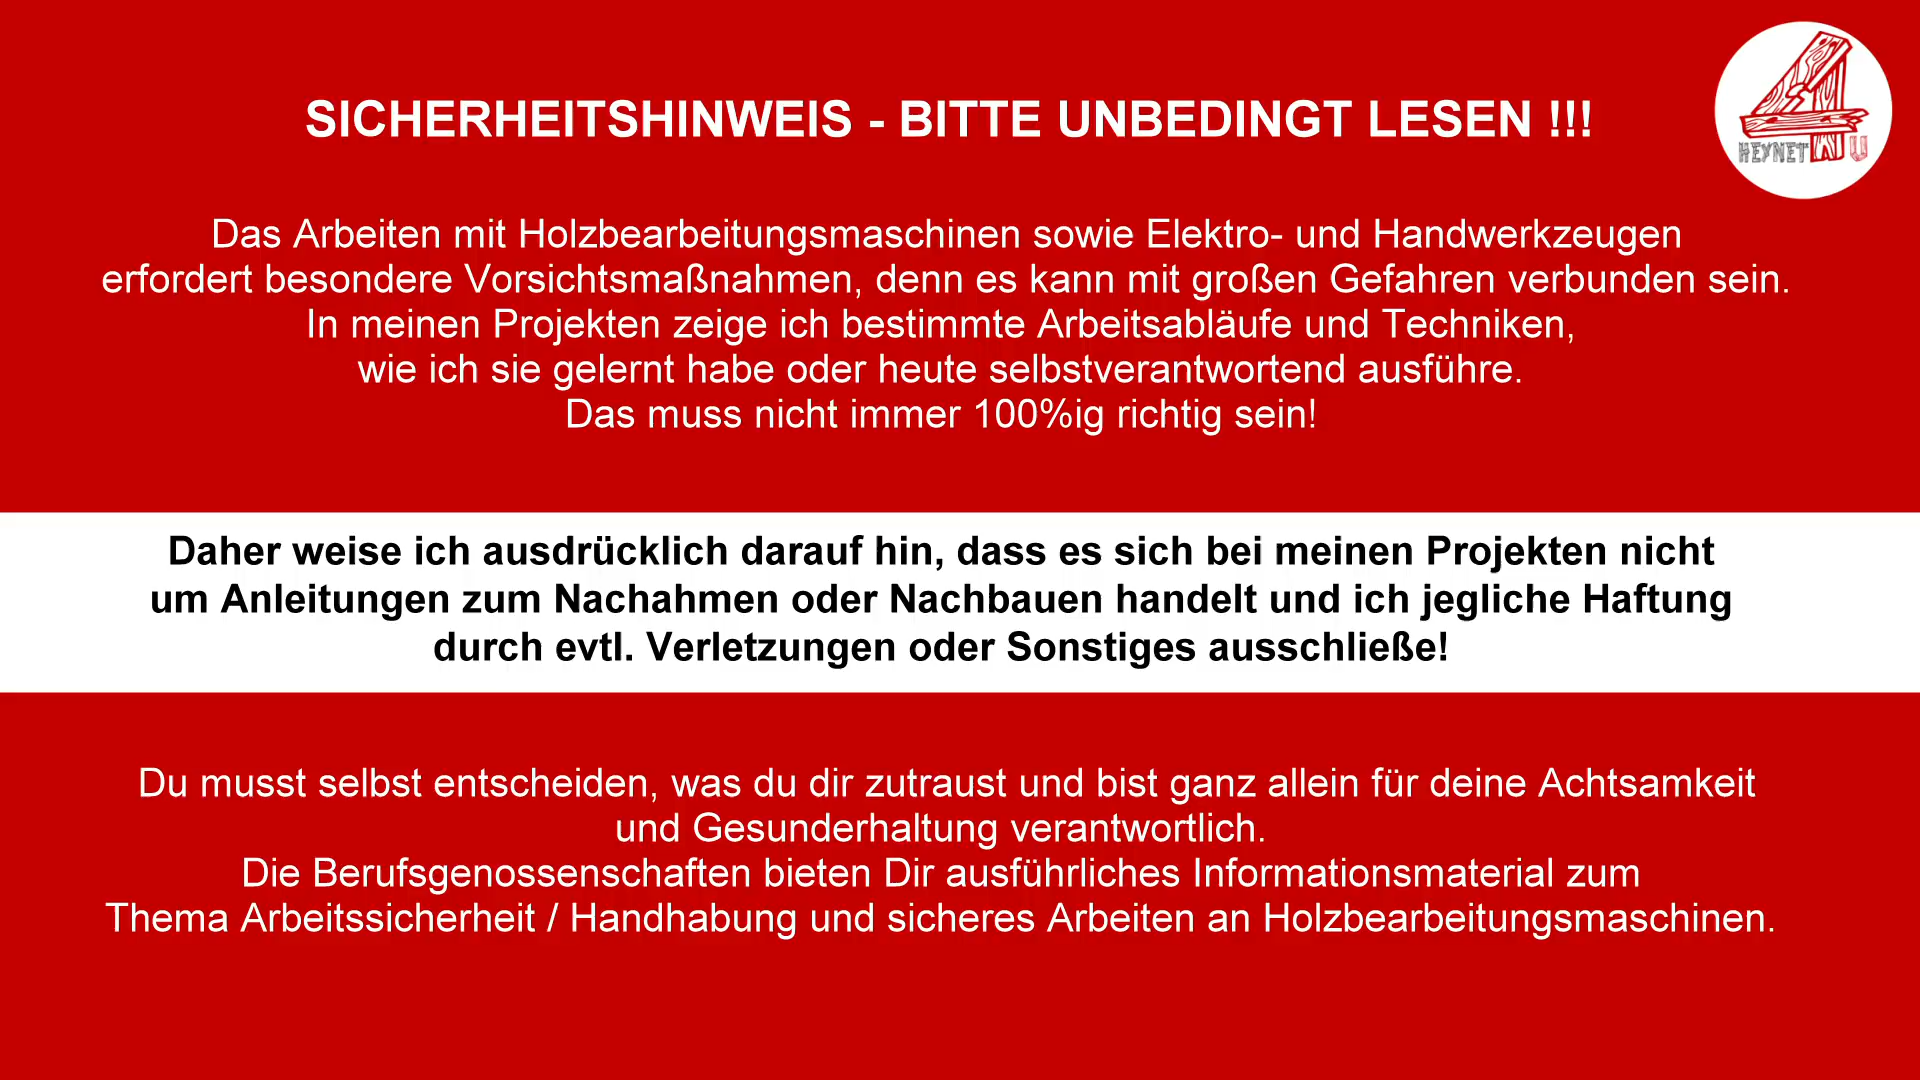 SICHERHEITSHINWEIS - BITTE UNBEDINGT LESEN !!!
HEYNET 4 U
Das Arbeiten mit Holzbearbeitungsmaschinen sowie Elektro- und Handwerkzeugen
erfordert besondere Vorsichtsmaßnahmen, denn es kann mit großen Gefahren verbunden sein.
In meinen Projekten zeige ich bestimmte Arbeitsabläufe und Techniken,
wie ich sie gelernt habe oder heute selbstverantwortend ausführe.
Das muss nicht immer 100%ig richtig sein!
Daher weise ich ausdrücklich darauf hin, dass es sich bei meinen Projekten nicht
um Anleitungen zum Nachahmen oder Nachbauen handelt und ich jegliche Haftung
durch evtl. Verletzungen oder Sonstiges ausschließe!
Du musst selbst entscheiden, was du dir zutraust und bist ganz allein für deine Achtsamkeit
und Gesunderhaltung verantwortlich.
Die Berufsgenossenschaften bieten Dir ausführliches Informationsmaterial zum
Thema Arbeitssicherheit / Handhabung und sicheres Arbeiten an Holzbearbeitungsmaschinen.